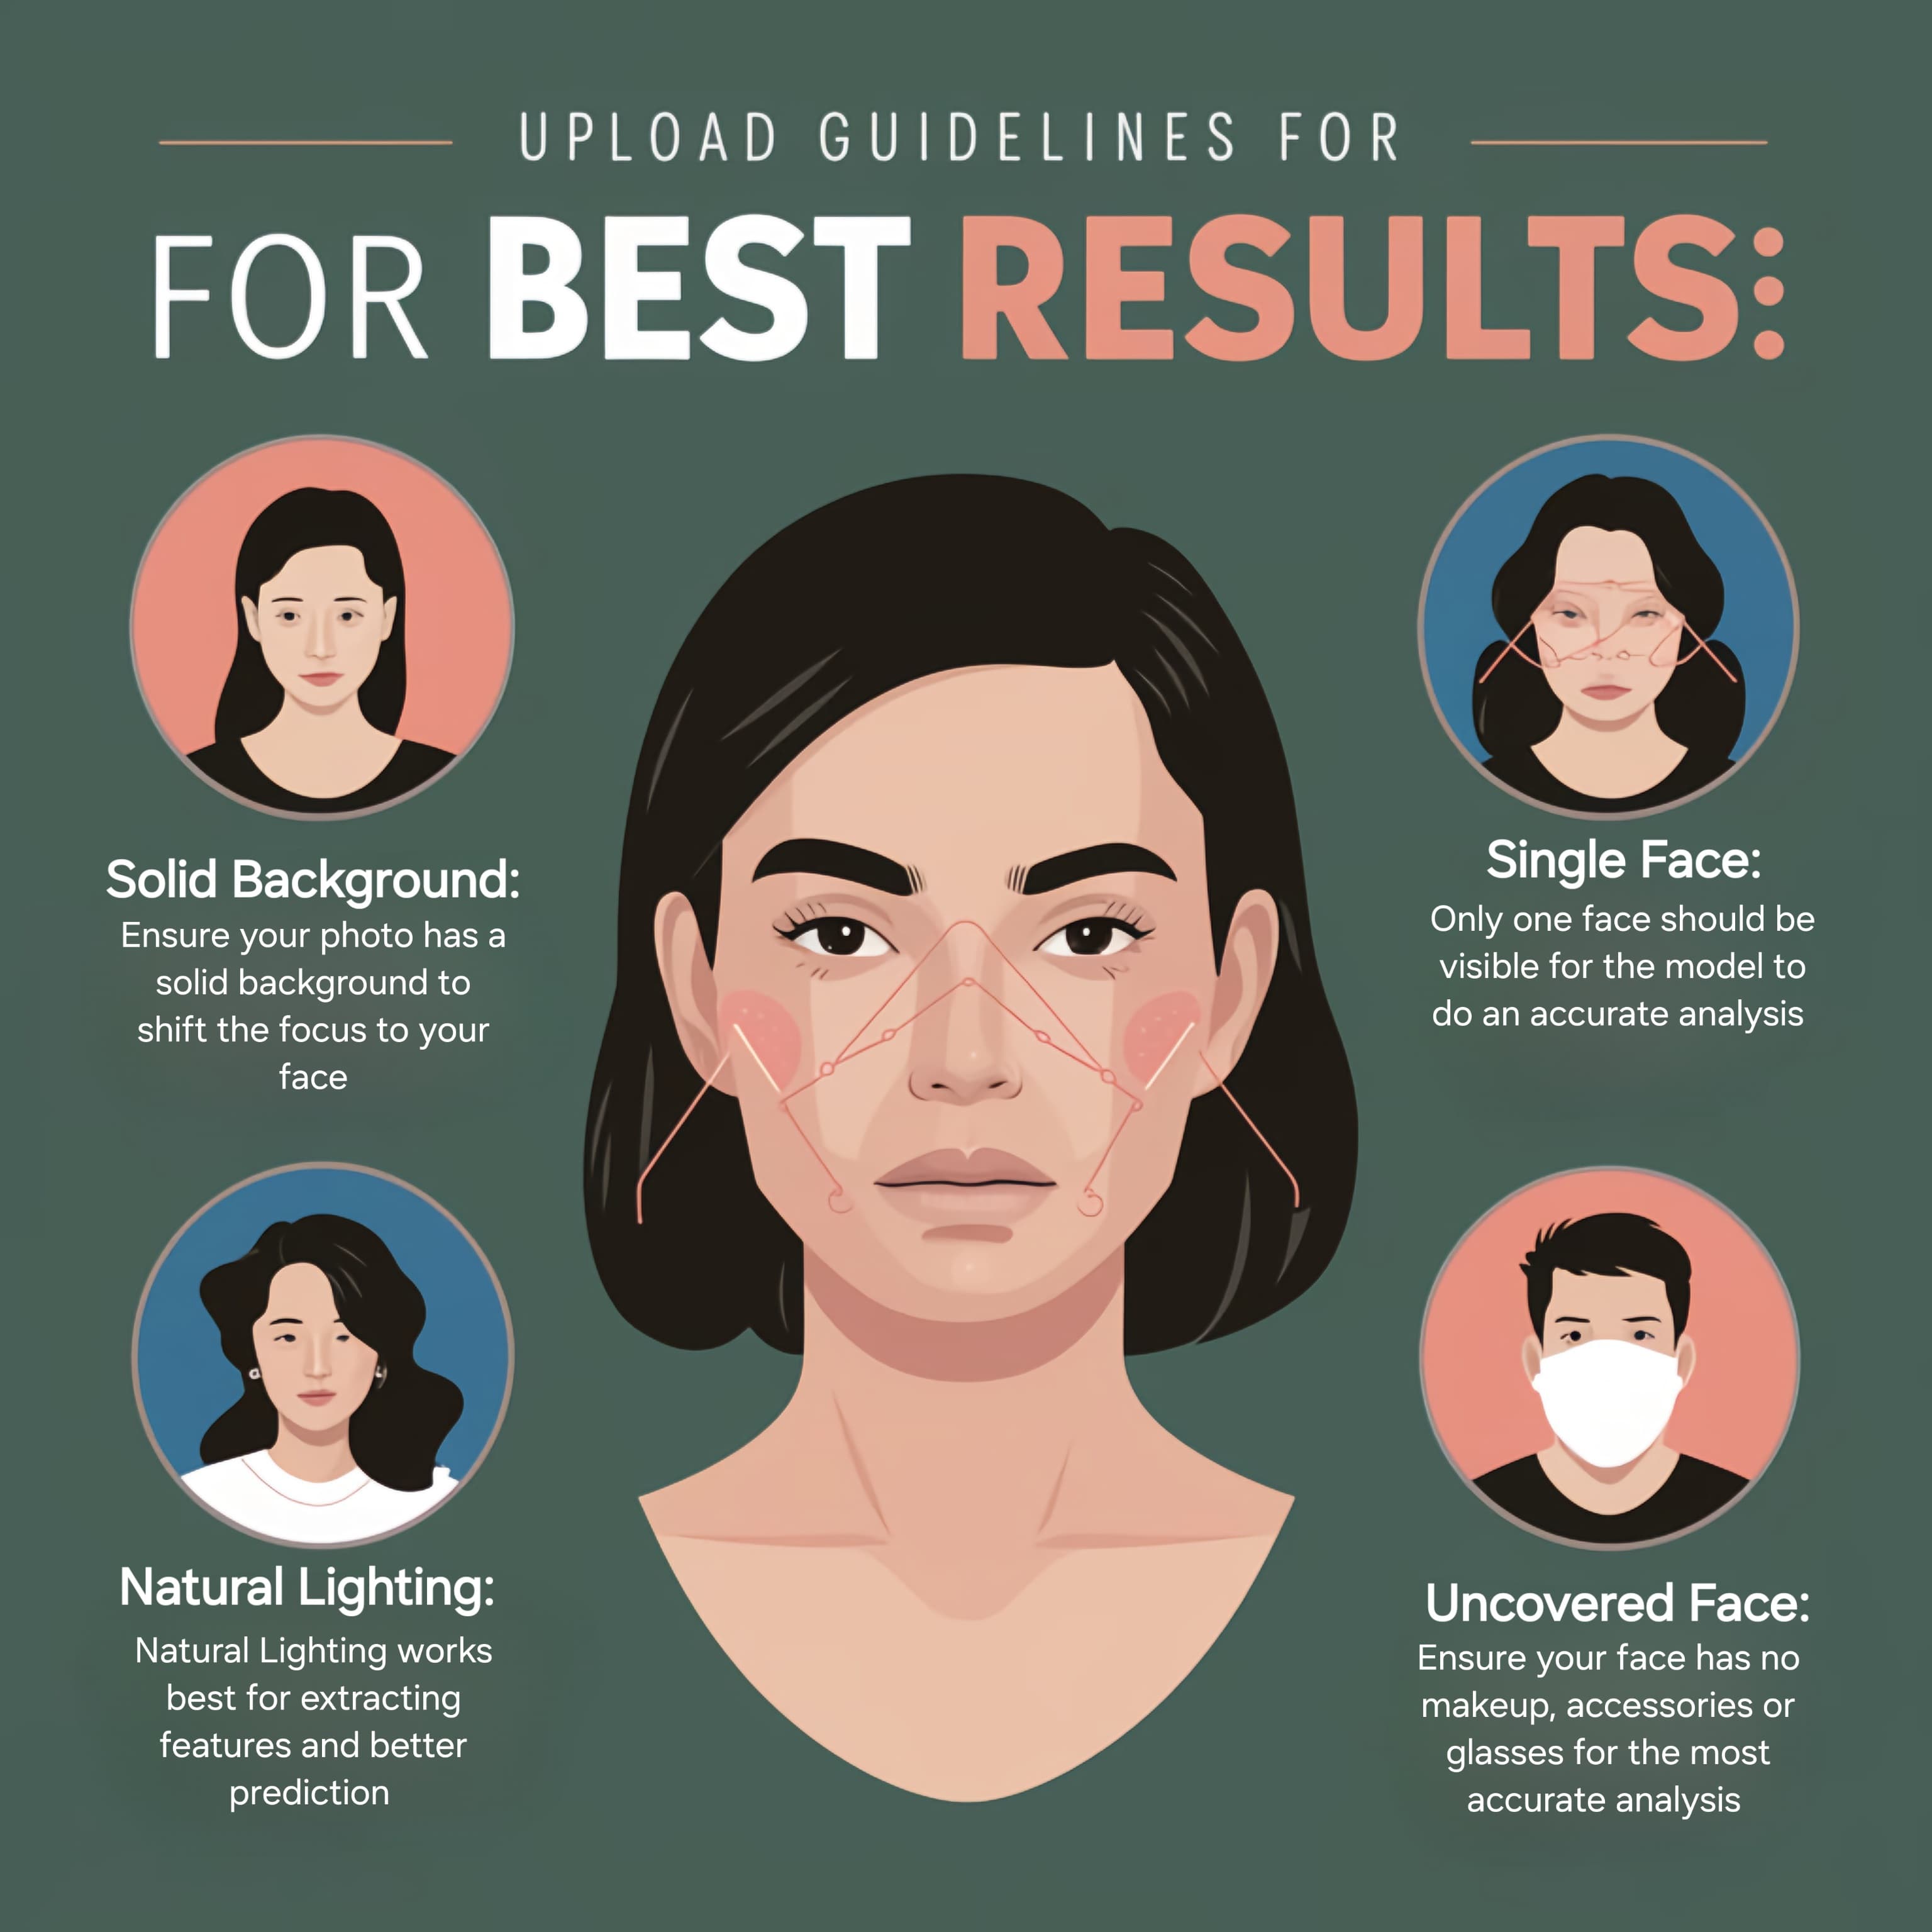 UPLOAD GUIDELINES FOR
FOR BEST RESULTS:
Solid Background:
Ensure your photo has a
solid background to
shift the focus to your
face
Single Face:
Only one face should be
visible for the model to
do an accurate analysis
Natural Lighting:
Natural Lighting works
best for extracting
features and better
prediction
Uncovered Face:
Ensure your face has no
makeup, accessories or
glasses for the most
accurate analysis